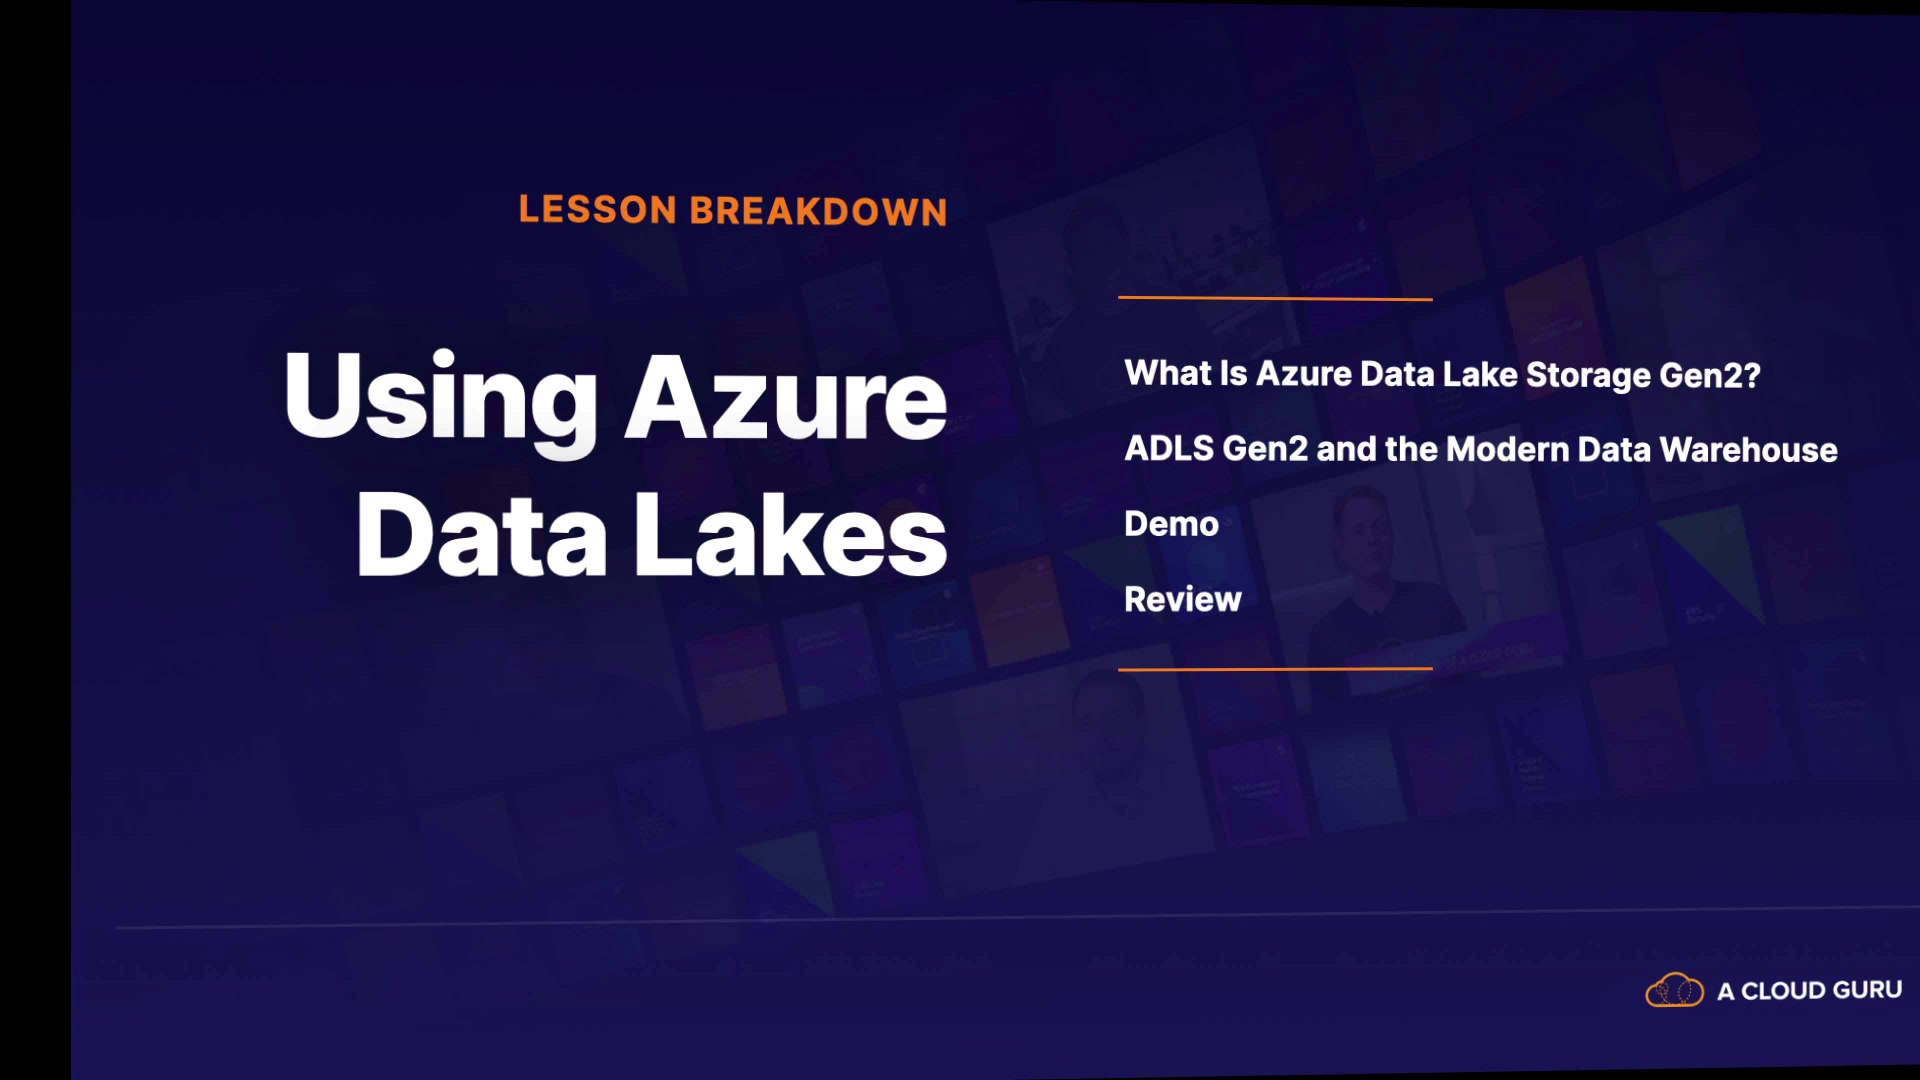 LESSON BREAKDOWN
Using Azure
Data Lakes
What Is Azure Data Lake Storage Gen2?
ADLS Gen2 and the Modern Data Warehouse
Demo
Review
A CLOUD GURU